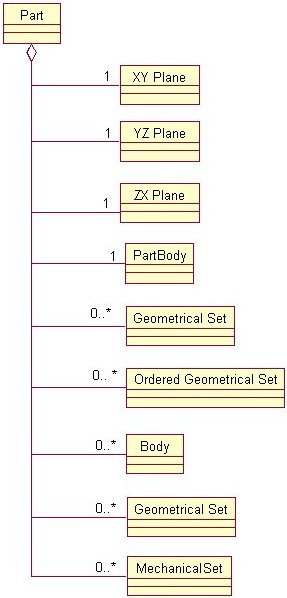 Part
1
XY Plane
1
YZ Plane
1
ZX Plane
1
PartBody
0..*
Geometrical Set
0.. *
Ordered Geometrical Set
0..*
Body
0..*
Geometrical Set
0..*
MechanicalSet